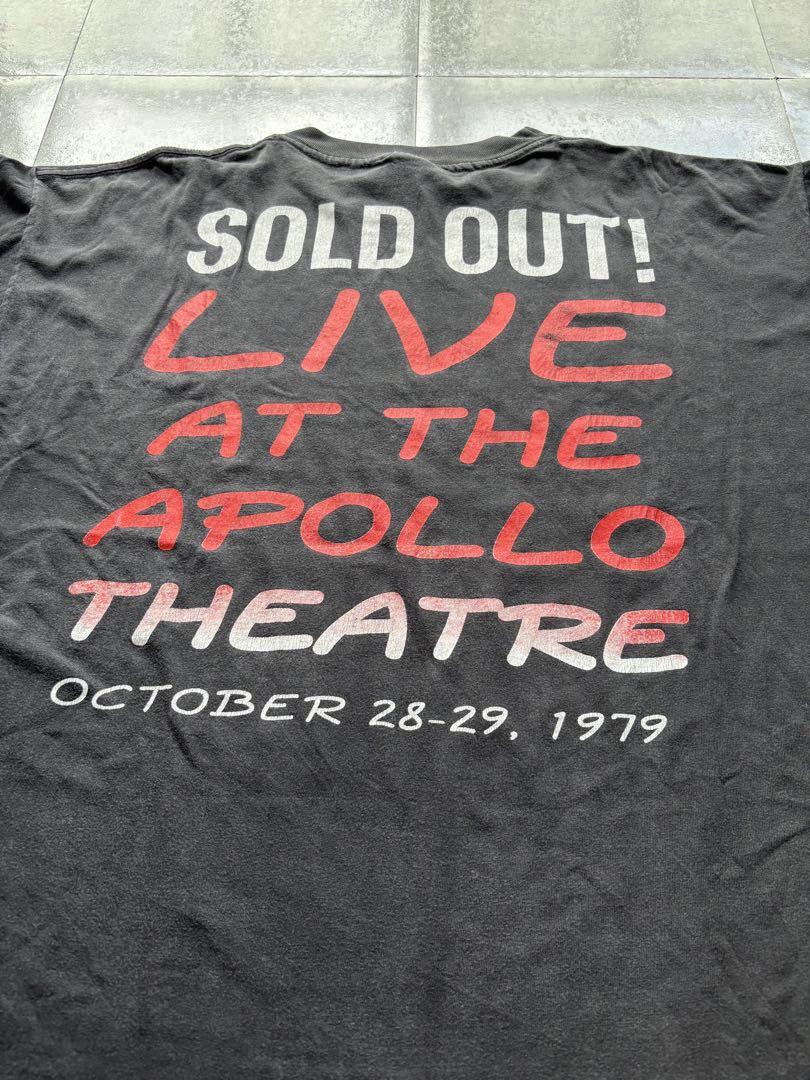 SOLD OUT!
LIVE
AT THE
APOLLO
THEATRE
OCTOBER 28-29, 1979